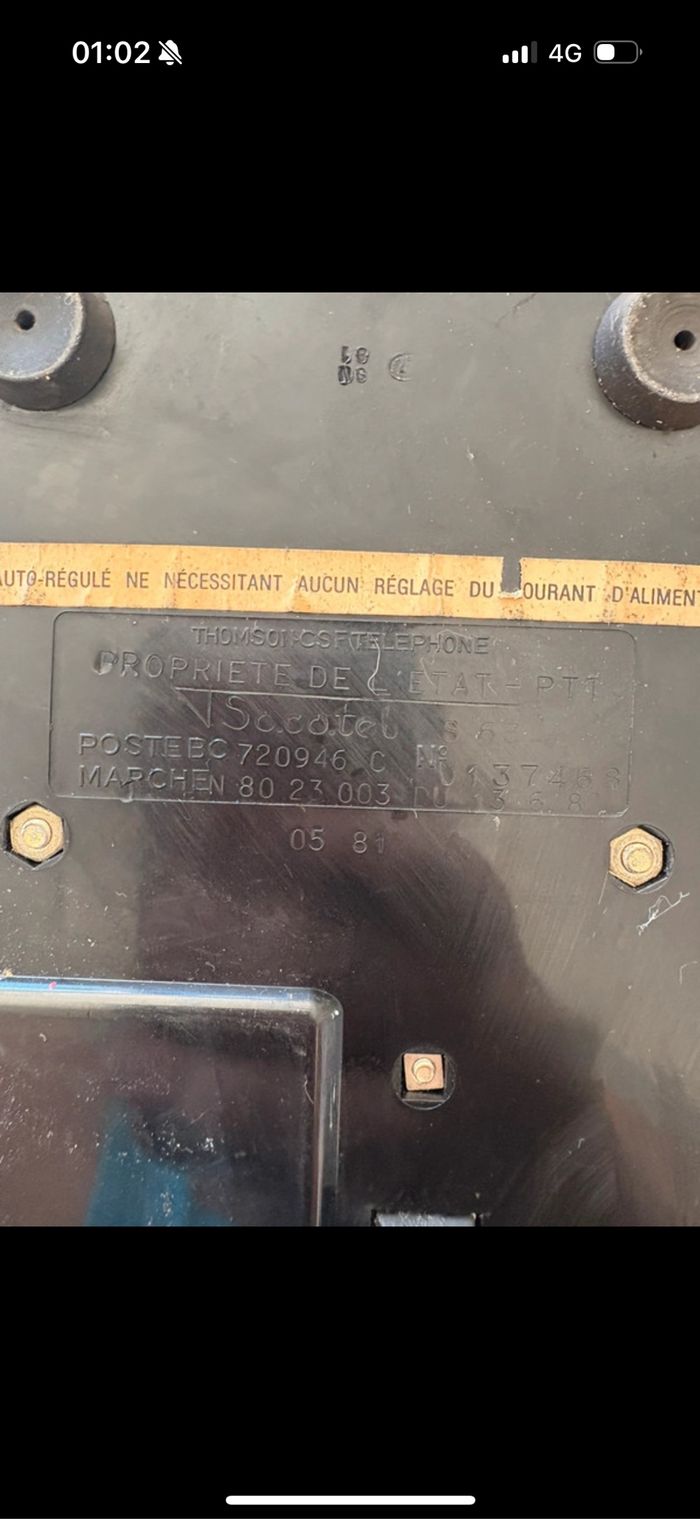 01:02
4G
AUTO-RÉGULÉ NE NÉCESSITANT AUCUN RÉGLAGE DU OURANT D'ALIMENT
THOMSON-CSF TELEPHONE
PROPRIETE DE L'ETAT - PTT
Socotel S 6
POSTE BC 720946 C Nº
MARCHE N 80 23 003 DU
05 81